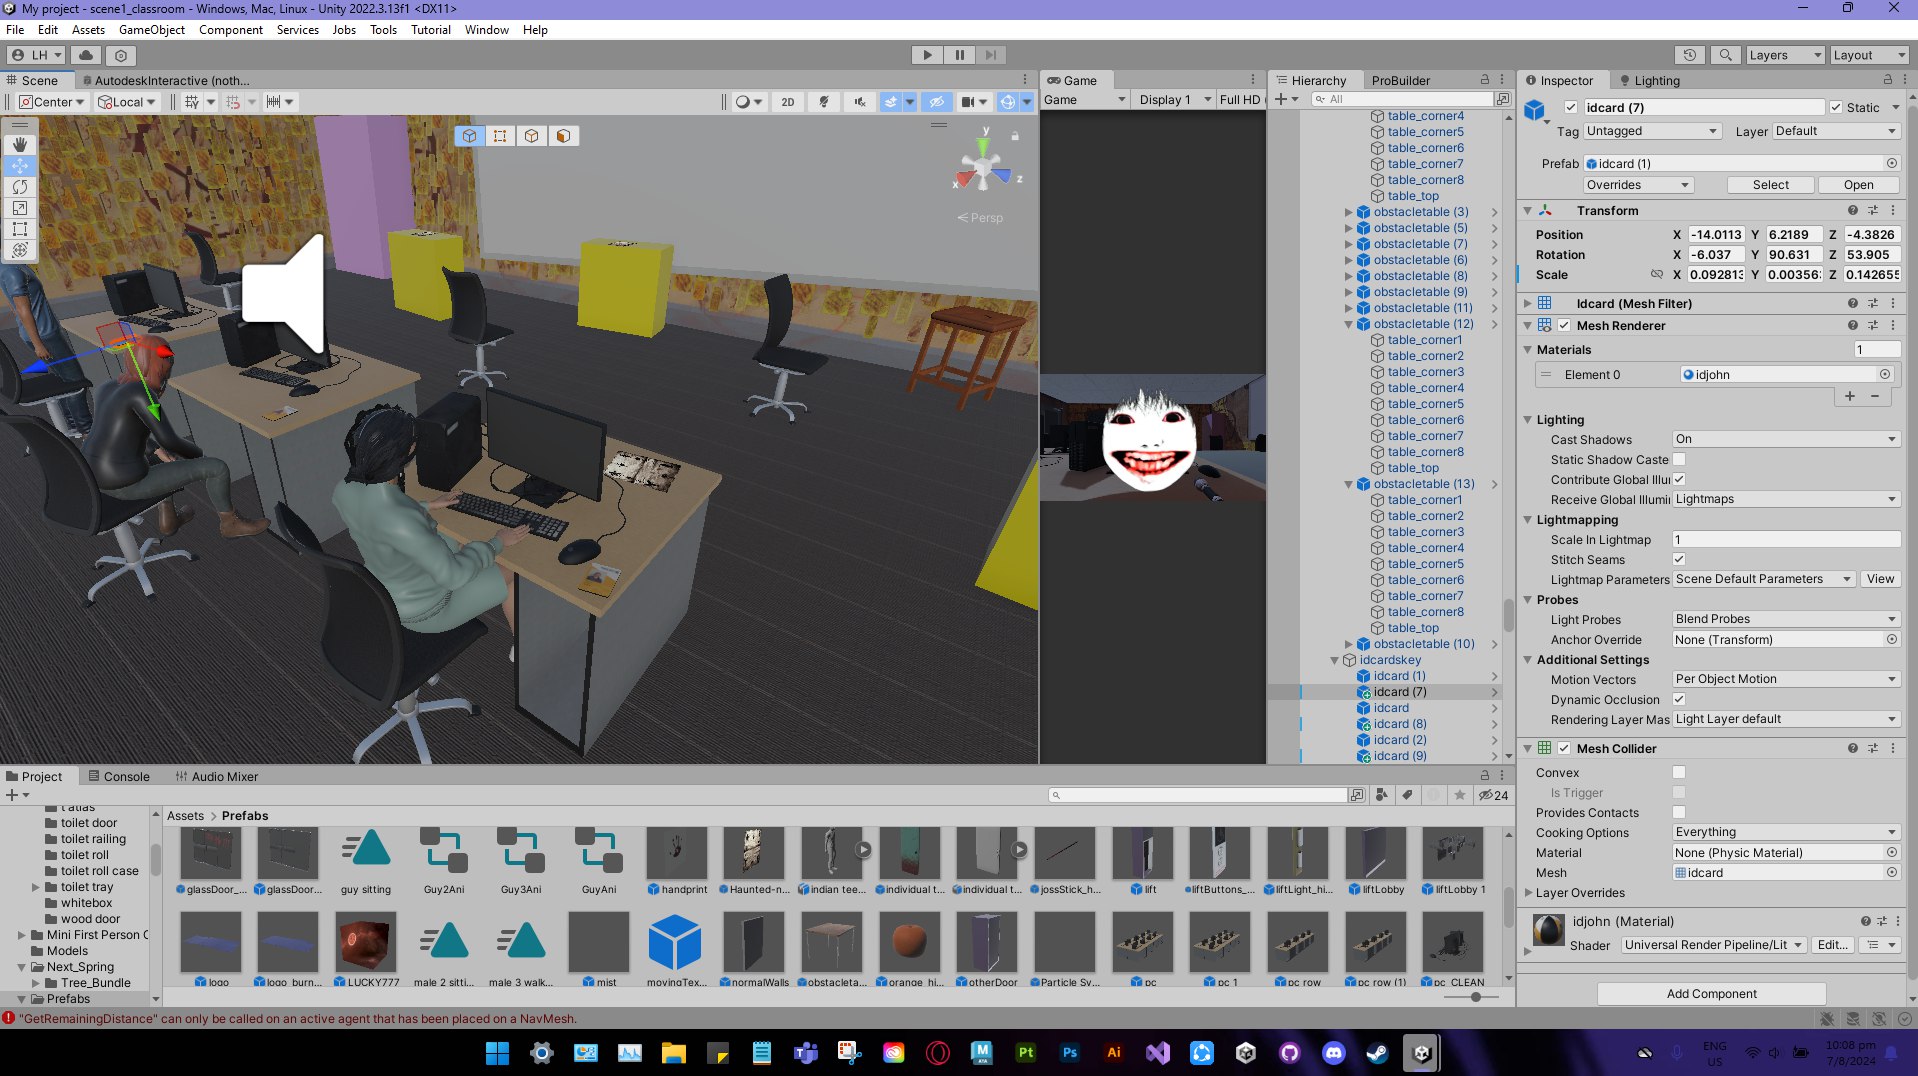 My project - scene1_classroom - Windows, Mac, Linux - Unity 2022.3.13f1 <DX11>
File Edit Assets GameObject Component Services Jobs Tools Tutorial Window Help
LH Layers Layout
Scene AutodeskInteractive (noth...
Center Local 2D
y
x z
Persp
Game
Game Display 1 Full HD
Hierarchy ProBuilder
All
table_corner4
table_corner5
table_corner6
table_corner7
table_corner8
table_top
obstacletable (3)
obstacletable (5)
obstacletable (7)
obstacletable (6)
obstacletable (8)
obstacletable (9)
obstacletable (11)
obstacletable (12)
table_corner1
table_corner2
table_corner3
table_corner4
table_corner5
table_corner6
table_corner7
table_corner8
table_top
obstacletable (13)
table_corner1
table_corner2
table_corner3
table_corner4
table_corner5
table_corner6
table_corner7
table_corner8
table_top
obstacletable (10)
idcardskey
idcard (1)
idcard (7)
idcard
idcard (8)
idcard (2)
idcard (9)
Inspector Lighting
idcard (7) Static
Tag Untagged Layer Default
Prefab idcard (1)
Overrides Select Open
Transform
Position X -14.0113 Y 6.2189 Z -4.3826
Rotation X -6.037 Y 90.631 Z 53.905
Scale X 0.092813 Y 0.003563 Z 0.142655
Idcard (Mesh Filter)
Mesh Renderer
Materials 1
Element 0 idjohn
Lighting
Cast Shadows On
Static Shadow Caste
Contribute Global Illu
Receive Global Illumi Lightmaps
Lightmapping
Scale In Lightmap 1
Stitch Seams
Lightmap Parameters Scene Default Parameters View
Probes
Light Probes Blend Probes
Anchor Override None (Transform)
Additional Settings
Motion Vectors Per Object Motion
Dynamic Occlusion
Rendering Layer Mas Light Layer default
Mesh Collider
Convex
Is Trigger
Provides Contacts
Cooking Options Everything
Material None (Physic Material)
Mesh idcard
Layer Overrides
idjohn (Material)
Shader Universal Render Pipeline/Lit Edit...
Add Component
Project Console Audio Mixer
24
t atlas
toilet door
toilet railing
toilet roll
toilet roll case
toilet tray
whitebox
wood door
Mini First Person C
Models
Next_Spring
Tree_Bundle
Prefabs
Assets > Prefabs
glassDoor_... glassDoor... guy sitting Guy2Ani Guy3Ani GuyAni handprint Haunted-n... indian tee... individual t... individual t... jossStick_h... lift liftButtons_... liftLight_hi... liftLobby liftLobby 1
logo logo_burn... LUCKY777 male 2 sitti... male 3 walk... mist movingTex... normalWalls obstacleta... orange_hi... otherDoor Particle Sy... pc pc 1 pc row pc row (1) pc_CLEAN
"GetRemainingDistance" can only be called on an active agent that has been placed on a NavMesh.
M Pt Ps Ai
ENG
US
10:08 pm
7/8/2024